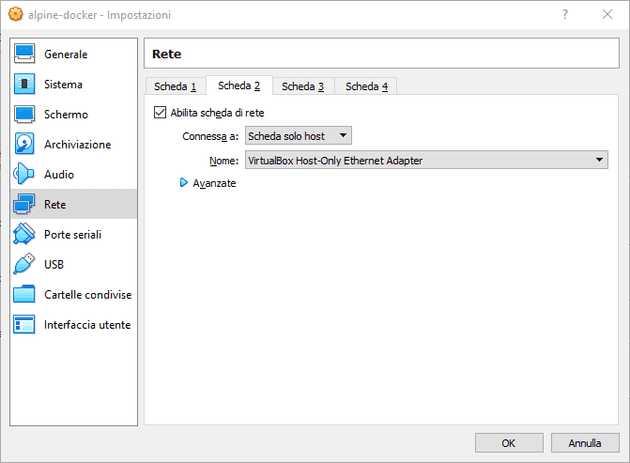 alpine-docker - Impostazioni
?
Generale
Sistema
Schermo
Archiviazione
Audio
Rete
Porte seriali
USB
Cartelle condivise
Interfaccia utente
Rete
Scheda 1 Scheda 2 Scheda 3 Scheda 4
Abilita scheda di rete
Connessa a: Scheda solo host
Nome: VirtualBox Host-Only Ethernet Adapter
Avanzate
OK Annulla